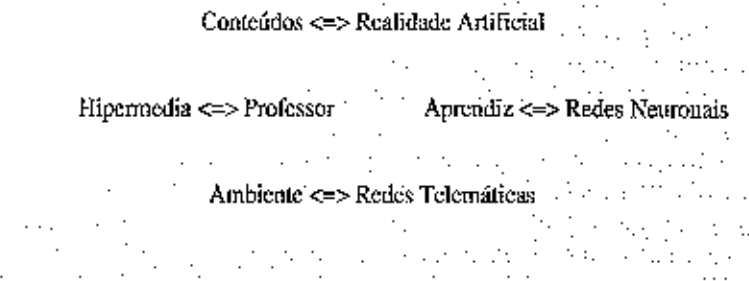 Conteúdos <=> Realidade Artificial
Hipermedia <=> Professor Aprendiz <=> Redes Neuronais
Ambiente <=> Redes Telemáticas